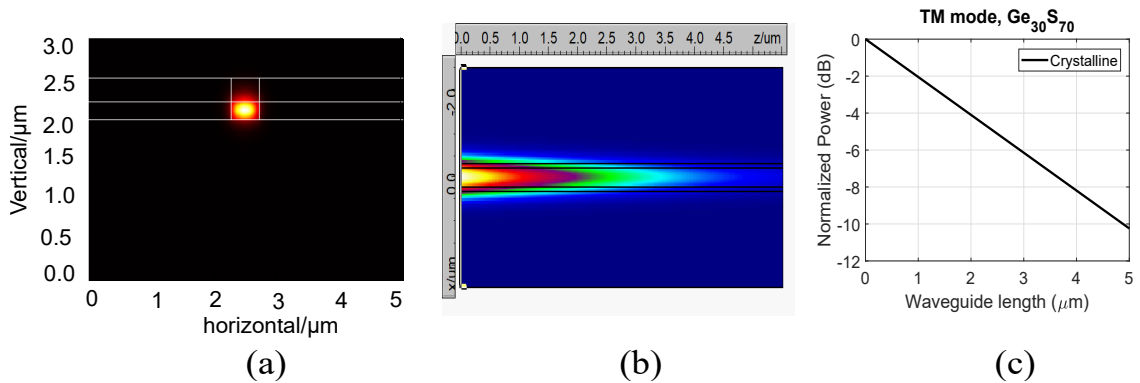 3.0
2.5
2.0
1.5
1.0
0.5
0.0
Vertical/μm
0 1 2 3 4 5
horizontal/μm
(a)
0.0 0.5 1.0 1.5 2.0 2.5 3.0 3.5 4.0 4.5 z/um
-2.0
0.0
x/um
(b)
TM mode, Ge30S70
Crystalline
0
-2
-4
-6
-8
-10
-12
Normalized Power (dB)
0 1 2 3 4 5
Waveguide length (μm)
(c)